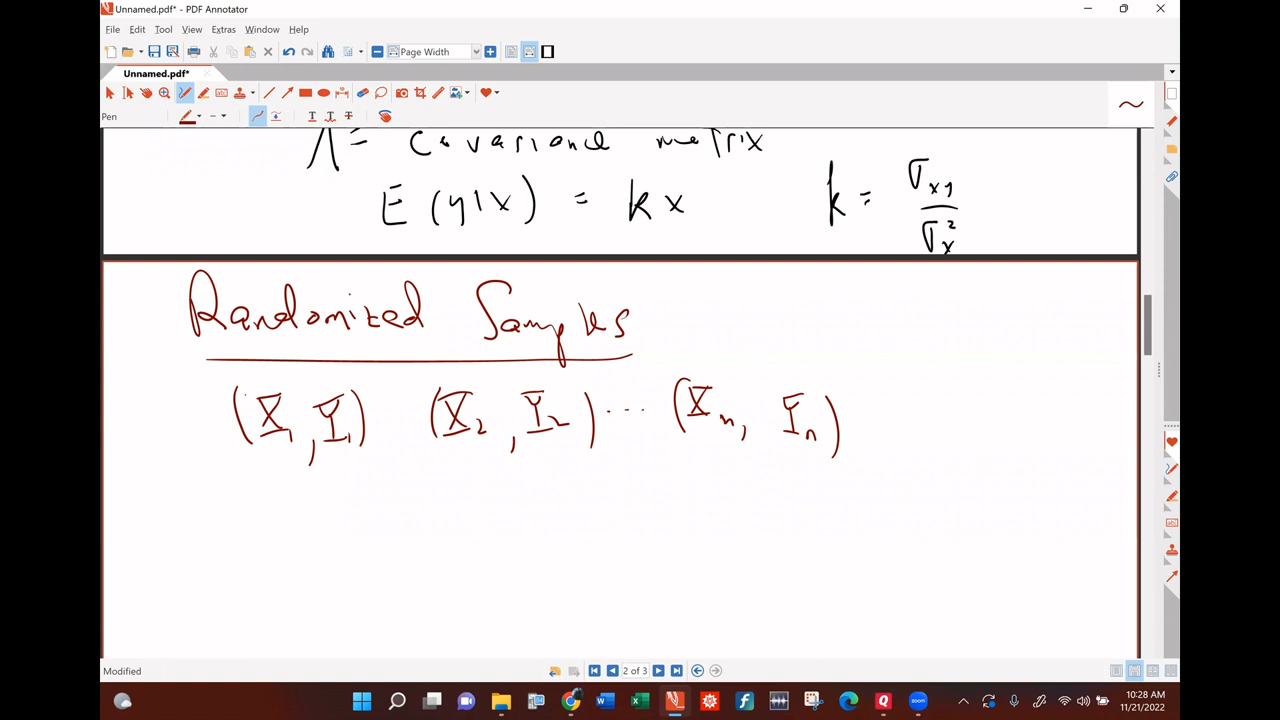 Unnamed.pdf* - PDF Annotator
File Edit Tool View Extras Window Help
Page Width
Unnamed.pdf*
Pen
Λ = Covariance matrix
E(y|x) = kx k = σxy / σx²
Randomized Samples
(X1, Y1) (X2, Y2) ... (Xn, Yn)
Modified
2 of 3
10:28 AM
11/21/2022